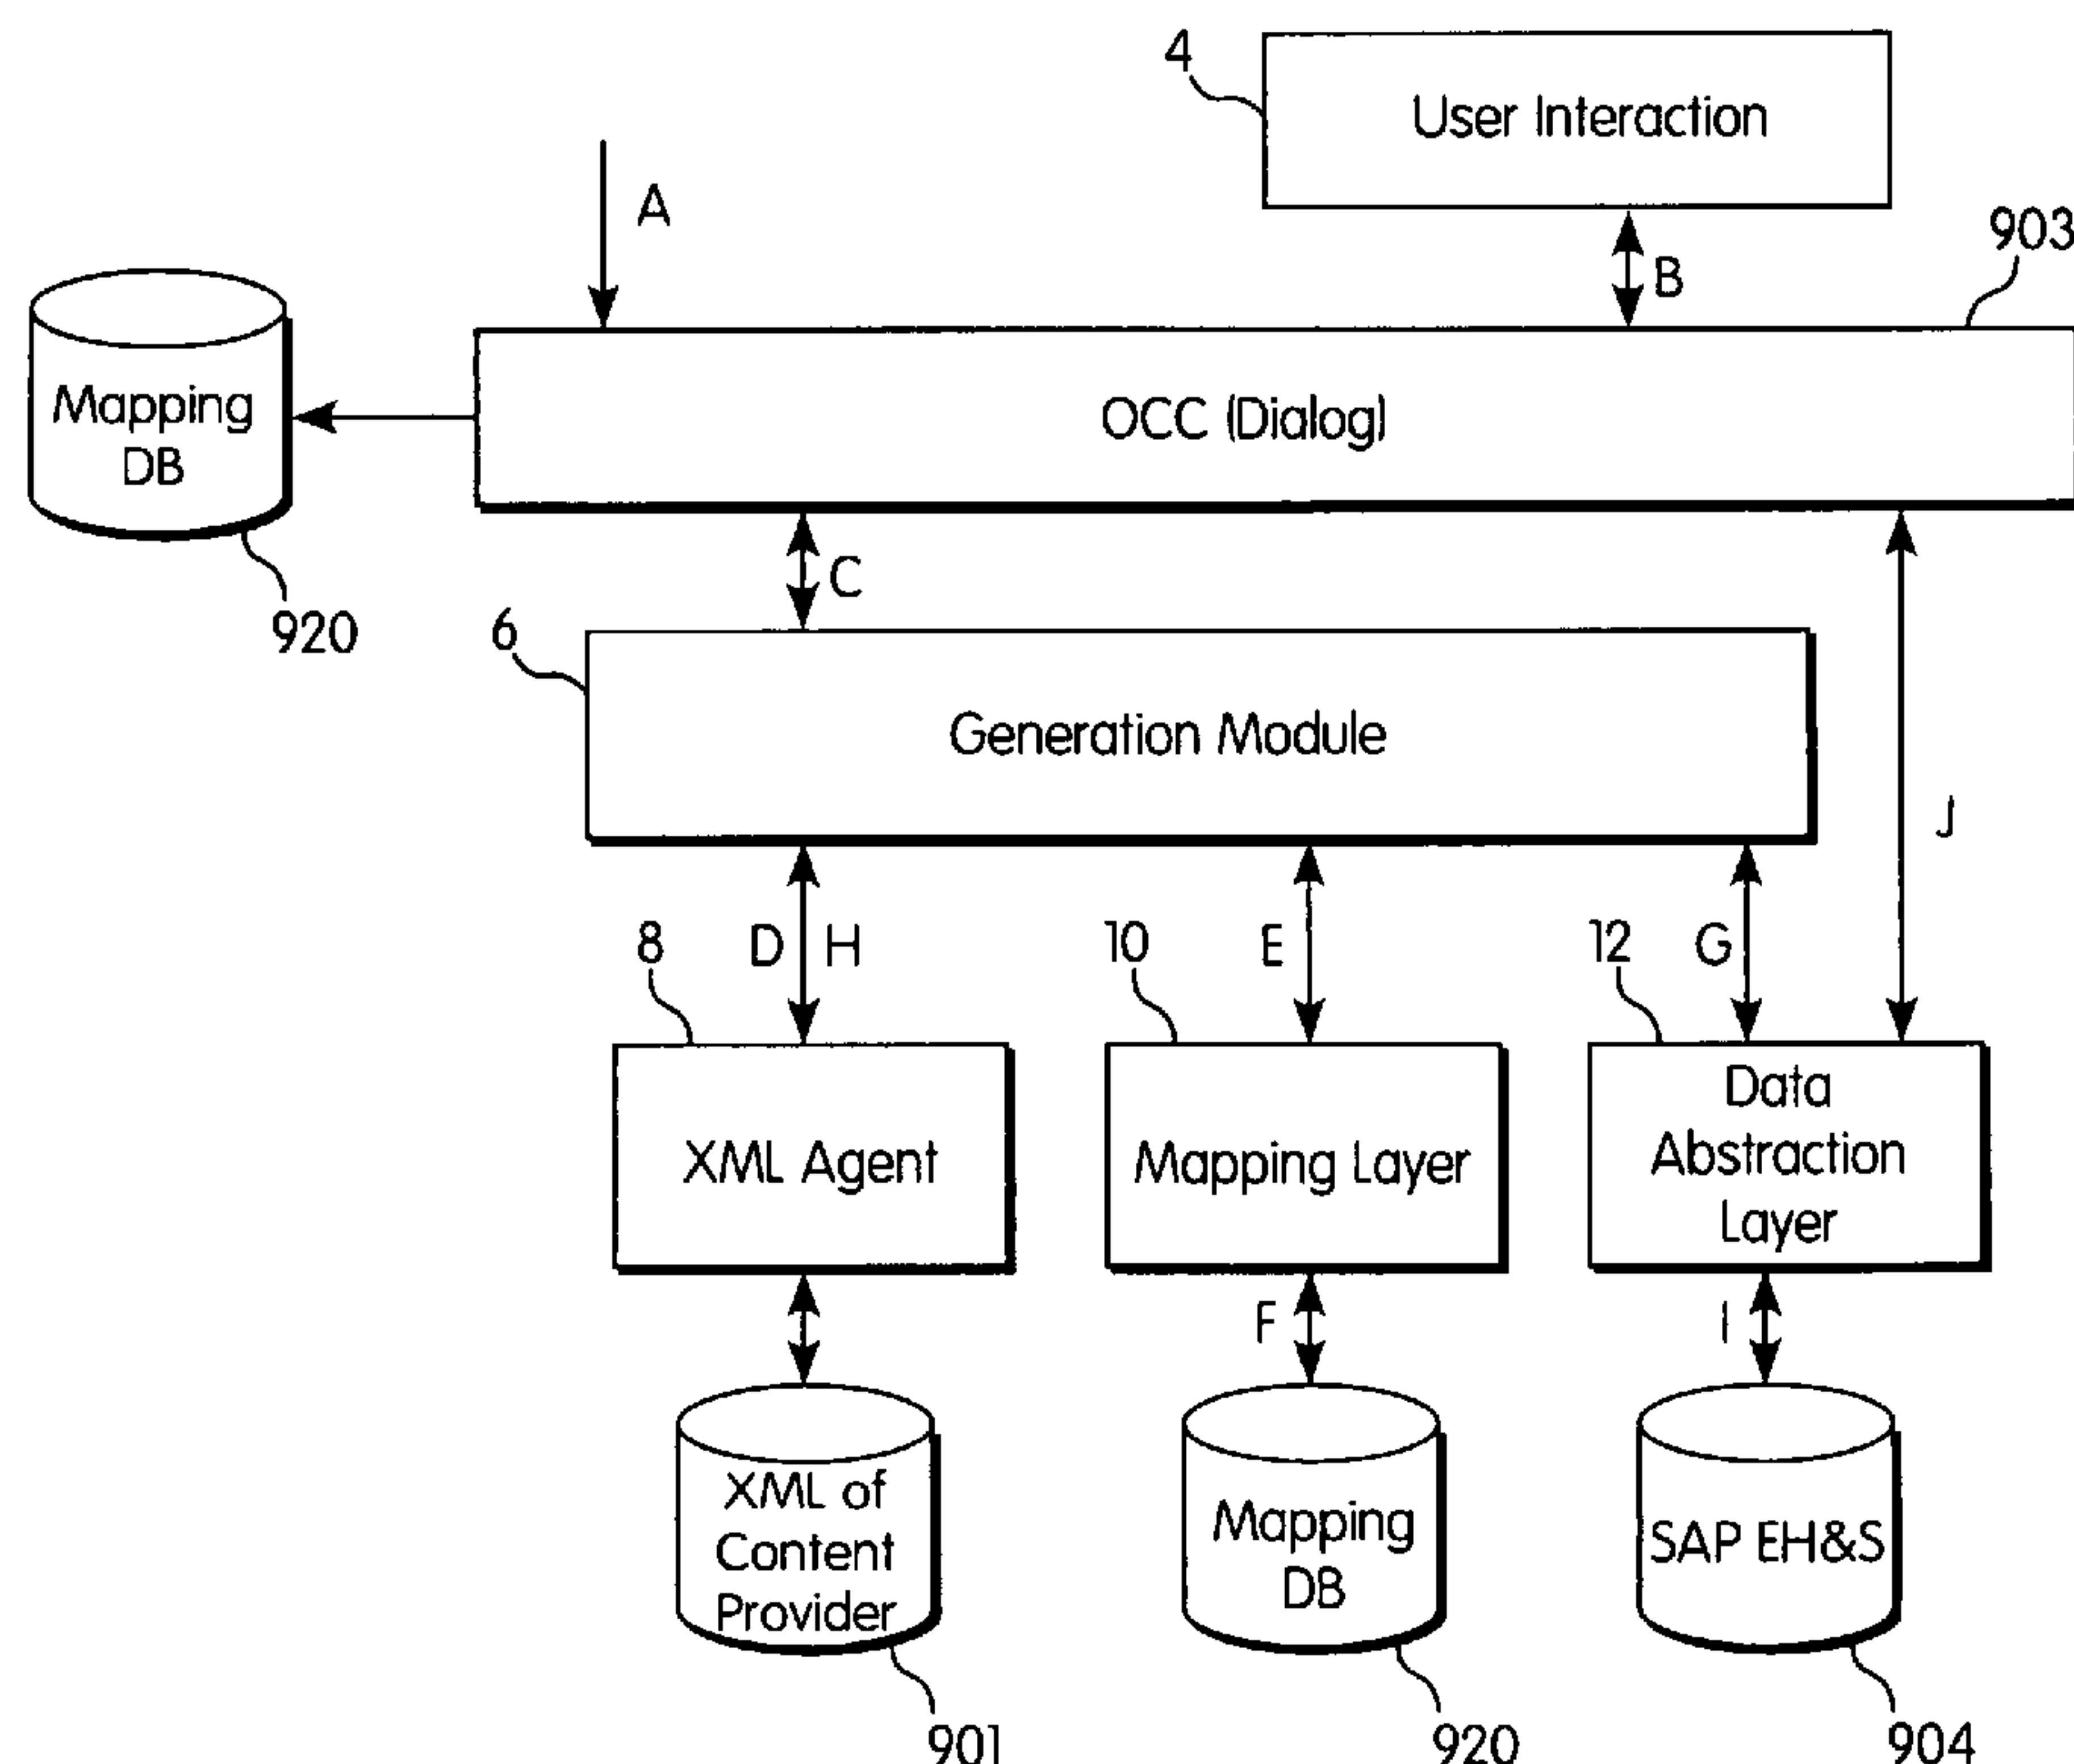 4
User Interaction
A
903
B
Mapping
DB
OCC (Dialog)
920
C
6
Generation Module
J
8
D
H
10
E
12
G
XML Agent
Mapping Layer
Data
Abstraction
Layer
F
I
XML of
Content
Provider
Mapping
DB
SAP EH&S
901
920
904